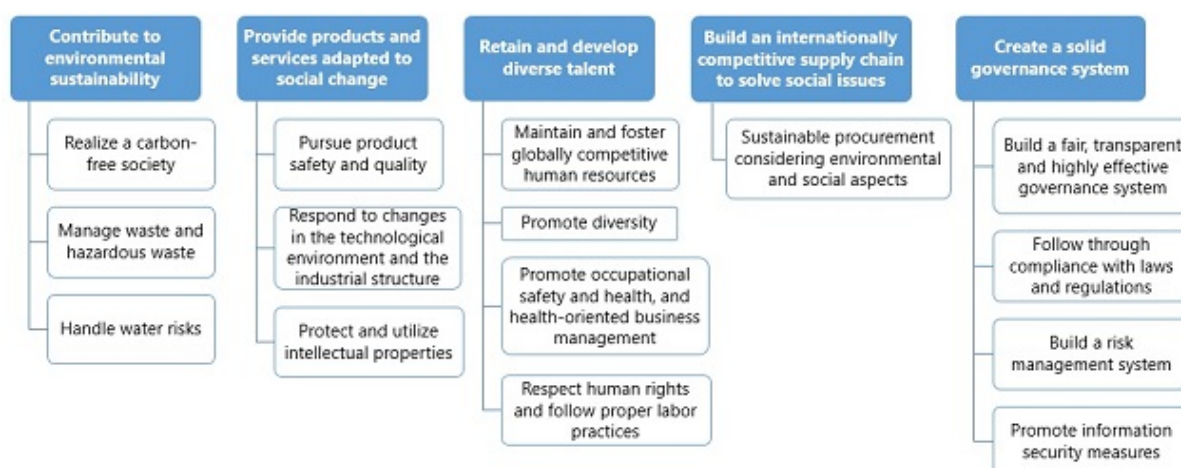 Contribute to
environmental
sustainability
Realize a carbon-
free society
Manage waste and
hazardous waste
Handle water risks
Provide products and
services adapted to
social change
Pursue product
safety and quality
Respond to changes
in the technological
environment and the
industrial structure
Protect and utilize
intellectual properties
Retain and develop
diverse talent
Maintain and foster
globally competitive
human resources
Promote diversity
Promote occupational
safety and health, and
health-oriented business
management
Respect human rights
and follow proper labor
practices
Build an internationally
competitive supply chain
to solve social issues
Sustainable procurement
considering environmental
and social aspects
Create a solid
governance system
Build a fair, transparent
and highly effective
governance system
Follow through
compliance with laws
and regulations
Build a risk
management system
Promote information
security measures